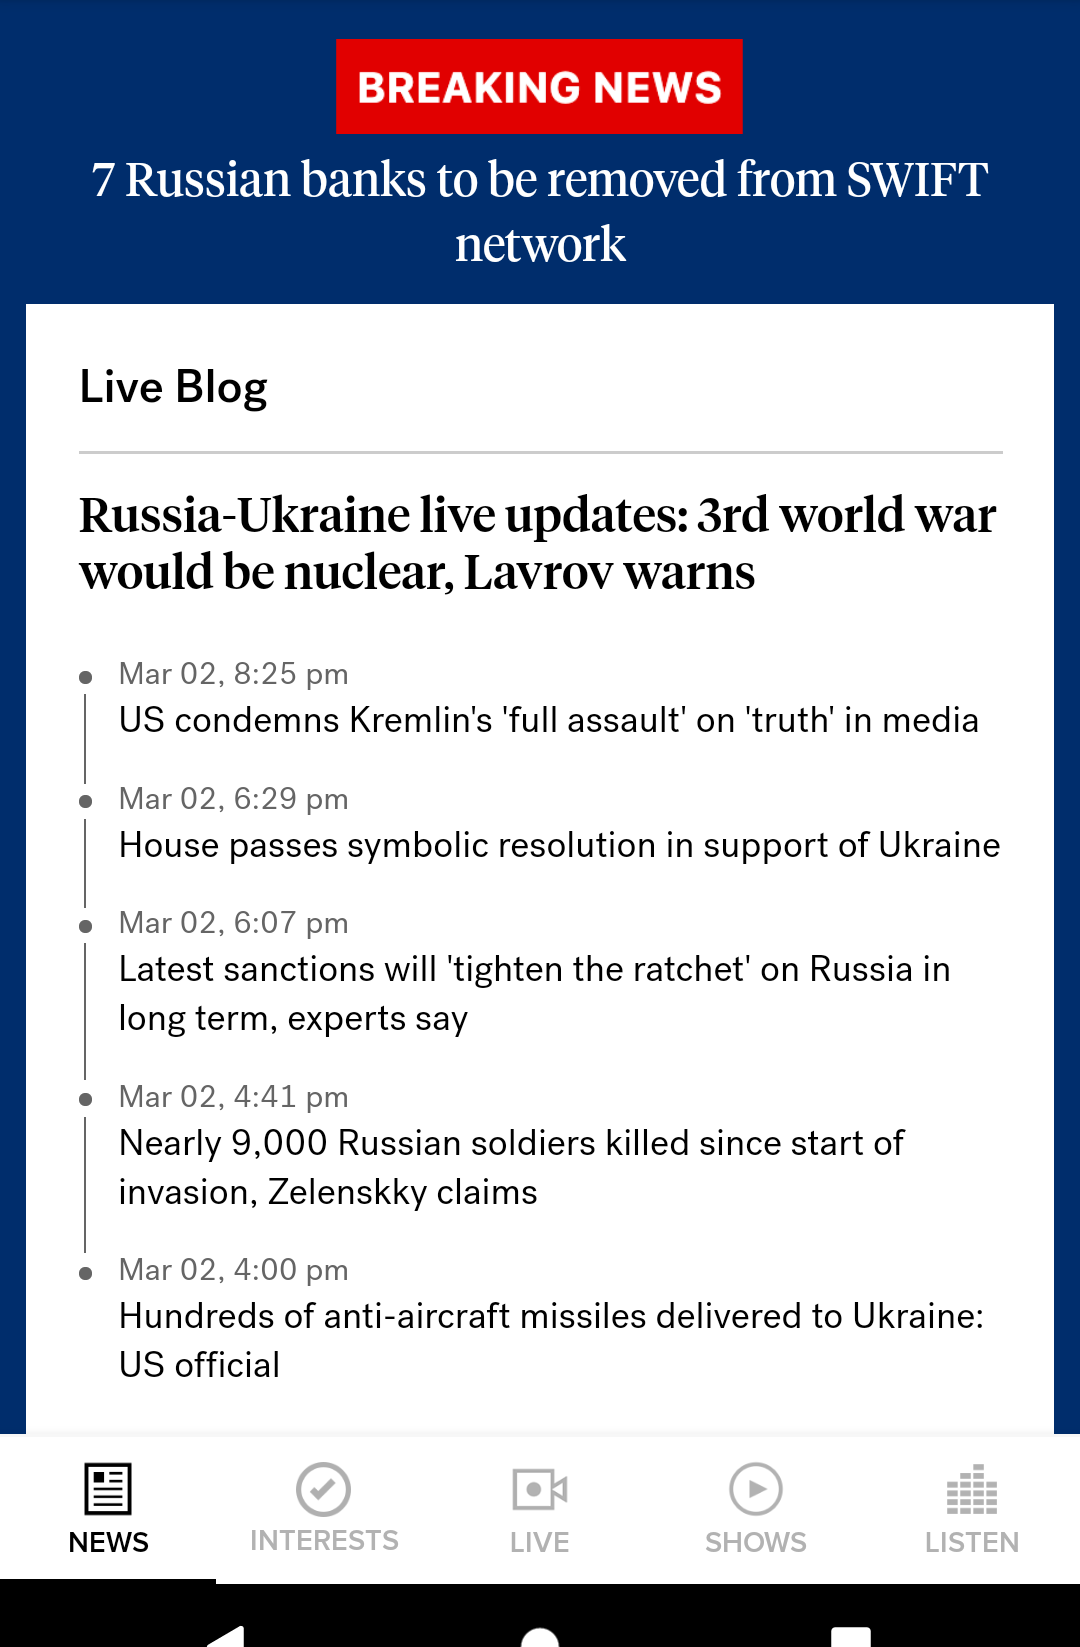 BREAKING NEWS
7 Russian banks to be removed from SWIFT
network
Live Blog
Russia-Ukraine live updates: 3rd world war
would be nuclear, Lavrov warns
Mar 02, 8:25 pm
US condemns Kremlin's 'full assault' on 'truth' in media
Mar 02, 6:29 pm
House passes symbolic resolution in support of Ukraine
Mar 02, 6:07 pm
Latest sanctions will 'tighten the ratchet' on Russia in
long term, experts say
Mar 02, 4:41 pm
Nearly 9,000 Russian soldiers killed since start of
invasion, Zelenskky claims
Mar 02, 4:00 pm
Hundreds of anti-aircraft missiles delivered to Ukraine:
US official
NEWS INTERESTS LIVE SHOWS LISTEN